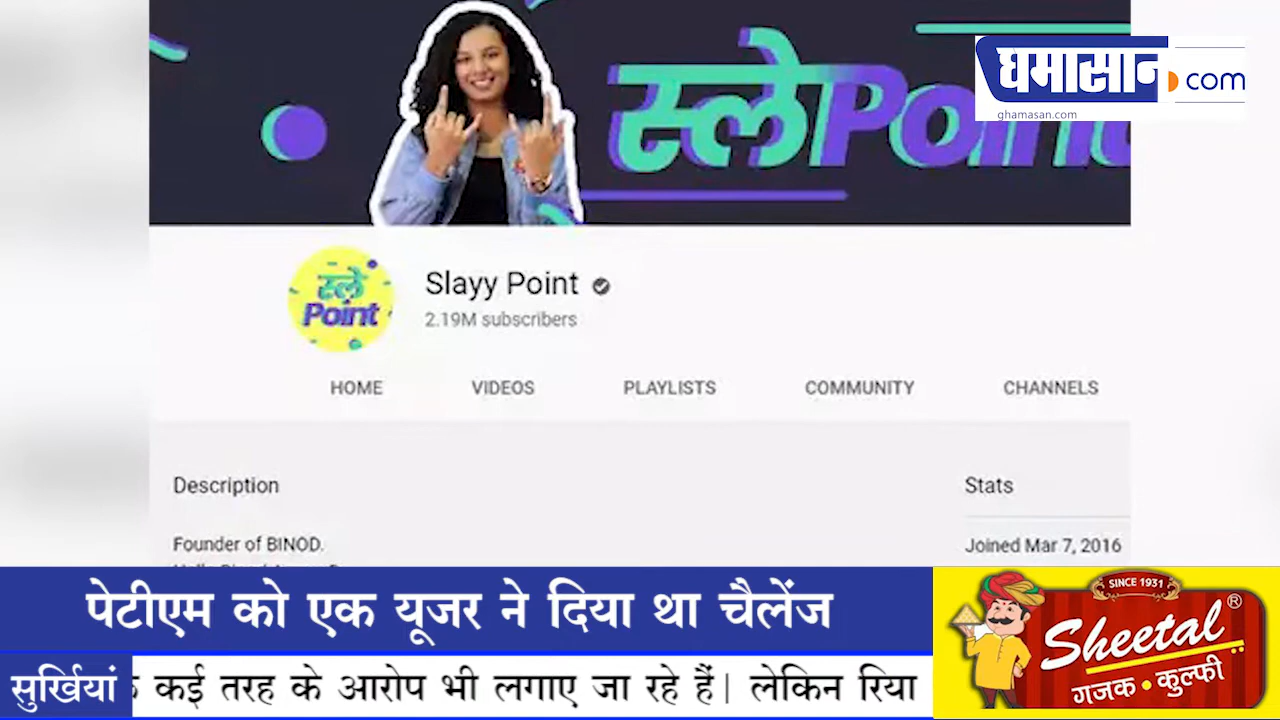 स्लेPoint
घमासान.com
ghamasan.com
स्ले
Point
Slayy Point
2.19M subscribers
HOME VIDEOS PLAYLISTS COMMUNITY CHANNELS
Description
Stats
Founder of BINOD.
Joined Mar 7, 2016
पेटीएम को एक यूजर ने दिया था चैलेंज
सुर्खियां
कई तरह के आरोप भी लगाए जा रहे हैं| लेकिन रिया
SINCE 1931
Sheetal®
गजक • कुल्फी